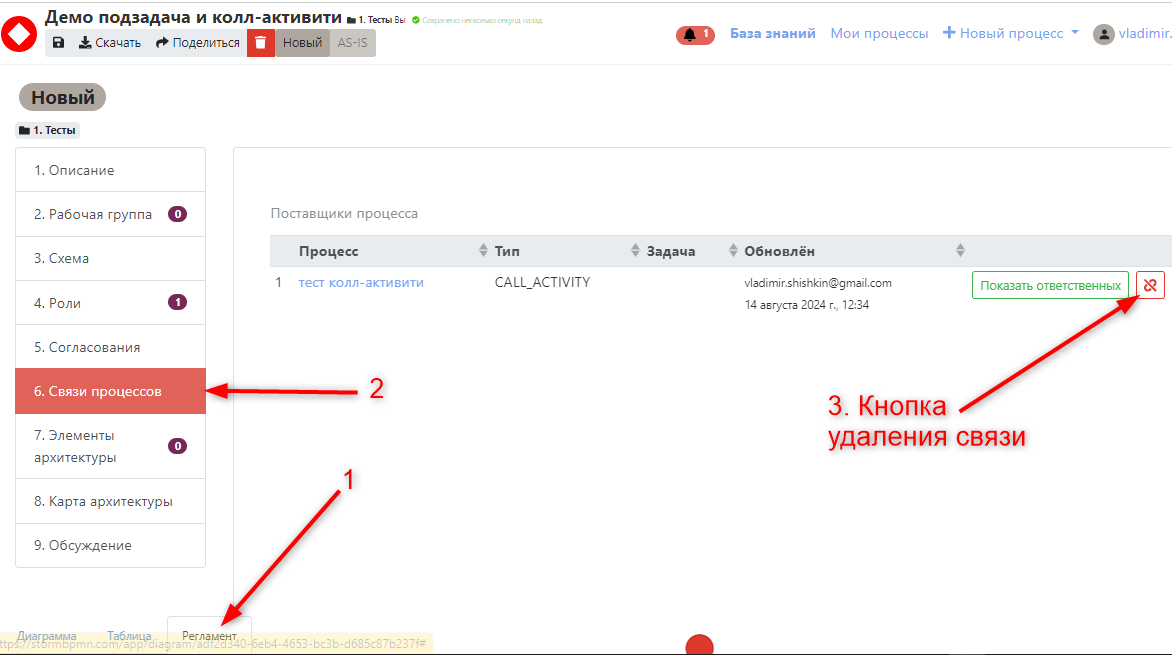 Демо подзадача и колл-активити 1. Тесты Вы Сохранено несколько секунд назад
Скачать Поделиться Новый AS-IS
1 База знаний Мои процессы Новый процесс vladimir.
Новый
1. Тесты
1. Описание
2. Рабочая группа 0
3. Схема
4. Роли 1
5. Согласования
6. Связи процессов
7. Элементы
архитектуры 0
8. Карта архитектуры
9. Обсуждение
Поставщики процесса
Процесс Тип Задача Обновлён
1 тест колл-активити CALL_ACTIVITY vladimir.shishkin@gmail.com Показать ответственных
14 августа 2024 г., 12:34
2
3. Кнопка
удаления связи
1
Диаграмма Таблица Регламент
ttps://stormbpmn.com/app/diagram/adf2d340-6eb4-4653-bc3b-d685c87b237f#